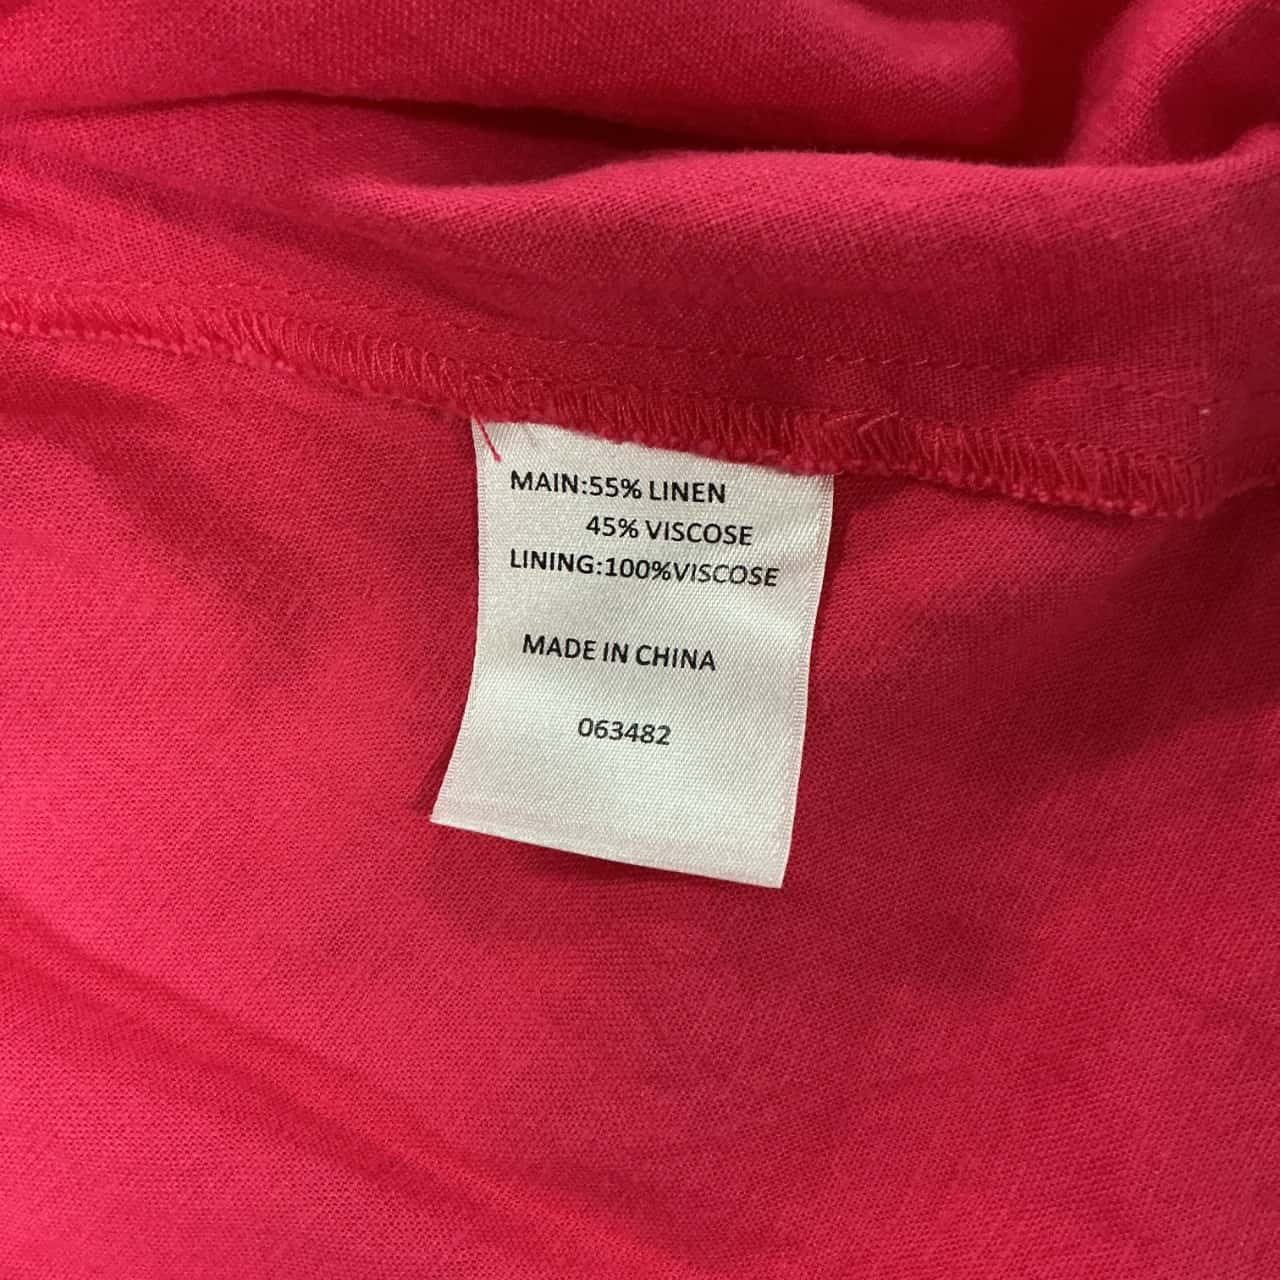 MAIN:55% LINEN
45% VISCOSE
LINING:100%VISCOSE
MADE IN CHINA
063482